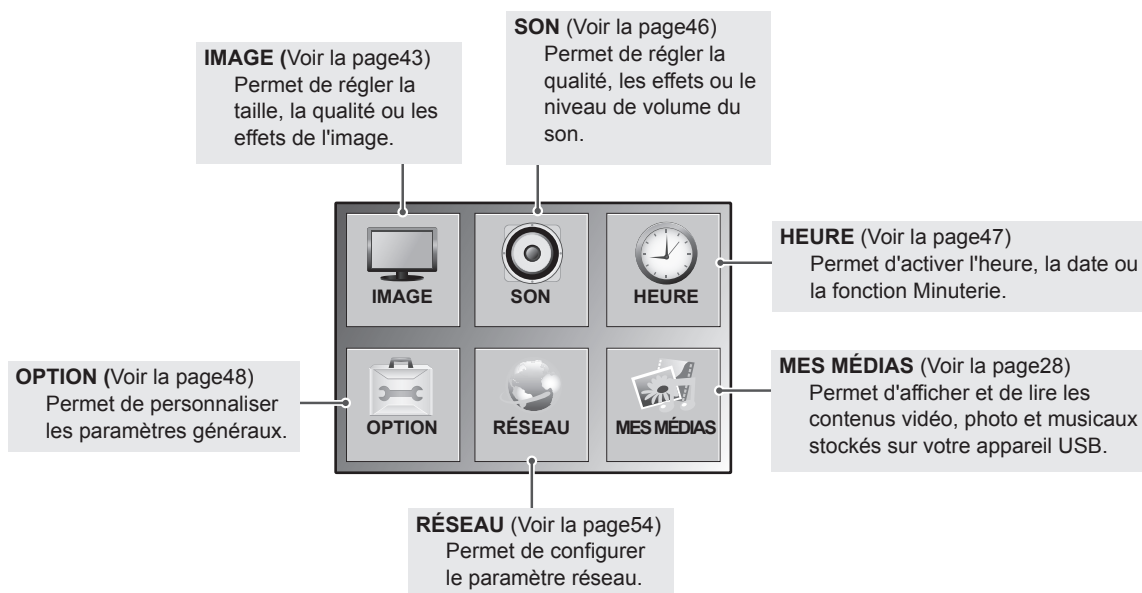 SON (Voir la page46)
Permet de régler la
qualité, les effets ou le
niveau de volume du
son.
IMAGE (Voir la page43)
Permet de régler la
taille, la qualité ou les
effets de l'image.
IMAGE
SON
HEURE
HEURE (Voir la page47)
Permet d'activer l'heure, la date ou
la fonction Minuterie.
OPTION (Voir la page48)
Permet de personnaliser
les paramètres généraux.
OPTION
RÉSEAU
MES MÉDIAS
MES MÉDIAS (Voir la page28)
Permet d'afficher et de lire les
contenus vidéo, photo et musicaux
stockés sur votre appareil USB.
RÉSEAU (Voir la page54)
Permet de configurer
le paramètre réseau.